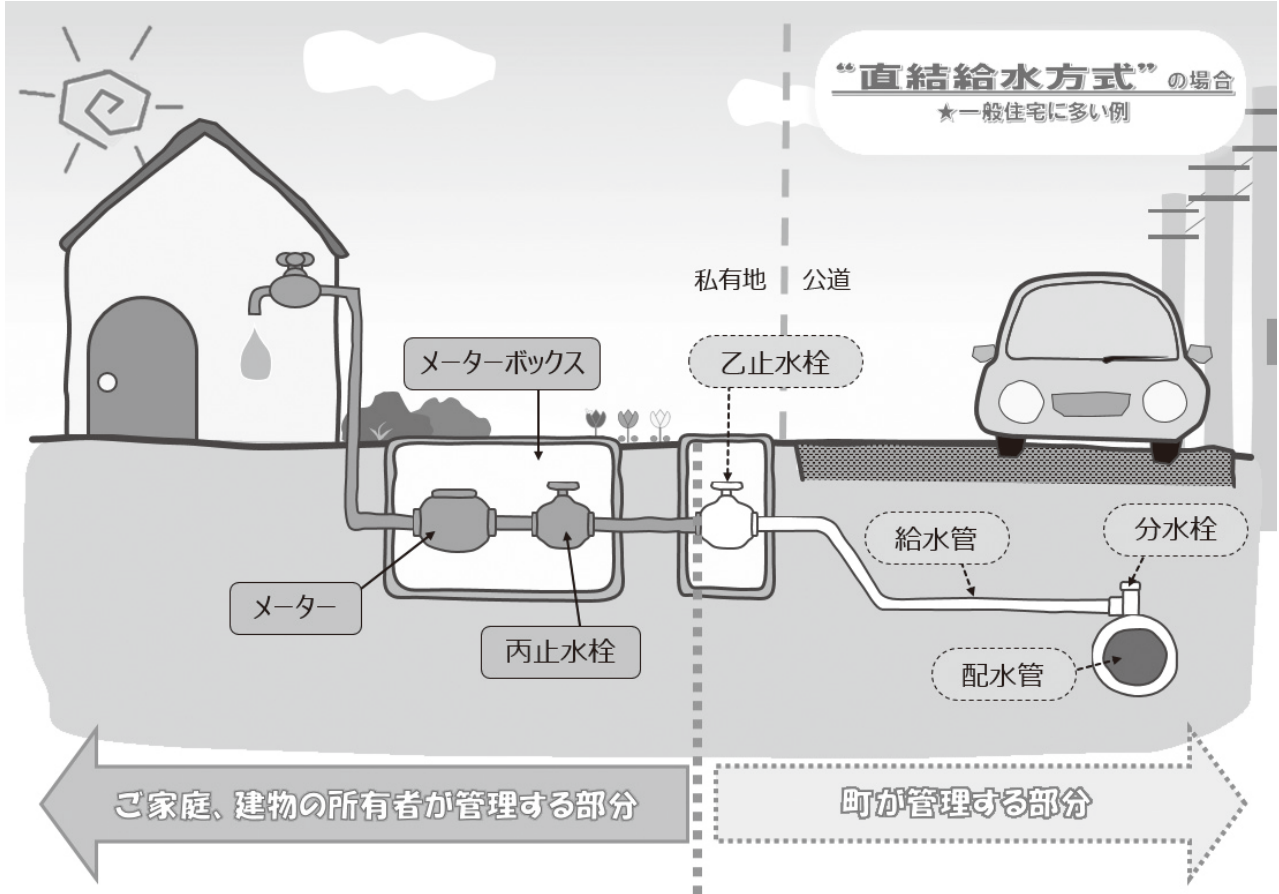 “直結給水方式”の場合
★一般住宅に多い例
私有地
公道
メーターボックス
乙止水栓
給水管
分水栓
メーター
丙止水栓
配水管
ご家庭、建物の所有者が管理する部分
町が管理する部分